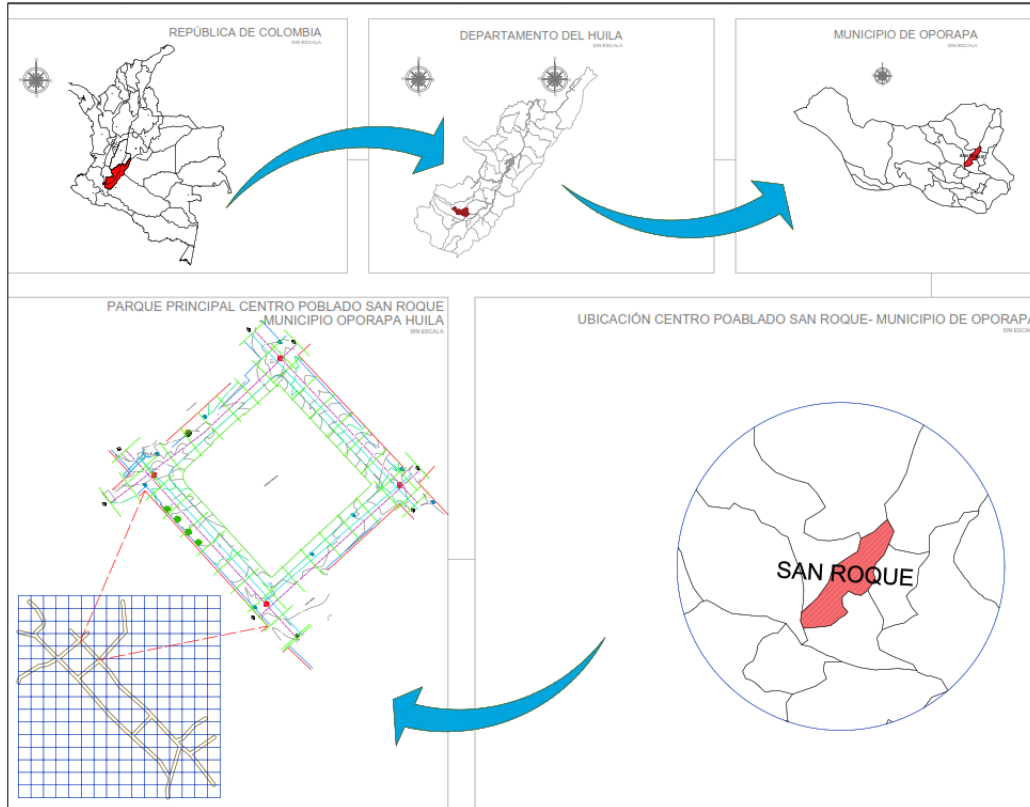 REPÚBLICA DE COLOMBIA
SIN ESCALA
DEPARTAMENTO DEL HUILA
SIN ESCALA
MUNICIPIO DE OPORAPA
SIN ESCALA
SAN ROQUE
PARQUE PRINCIPAL CENTRO POBLADO SAN ROQUE
MUNICIPIO OPORAPA HUILA
SIN ESCALA
UBICACIÓN CENTRO POABLADO SAN ROQUE- MUNICIPIO DE OPORAPA
SIN ESCALA
SAN ROQUE